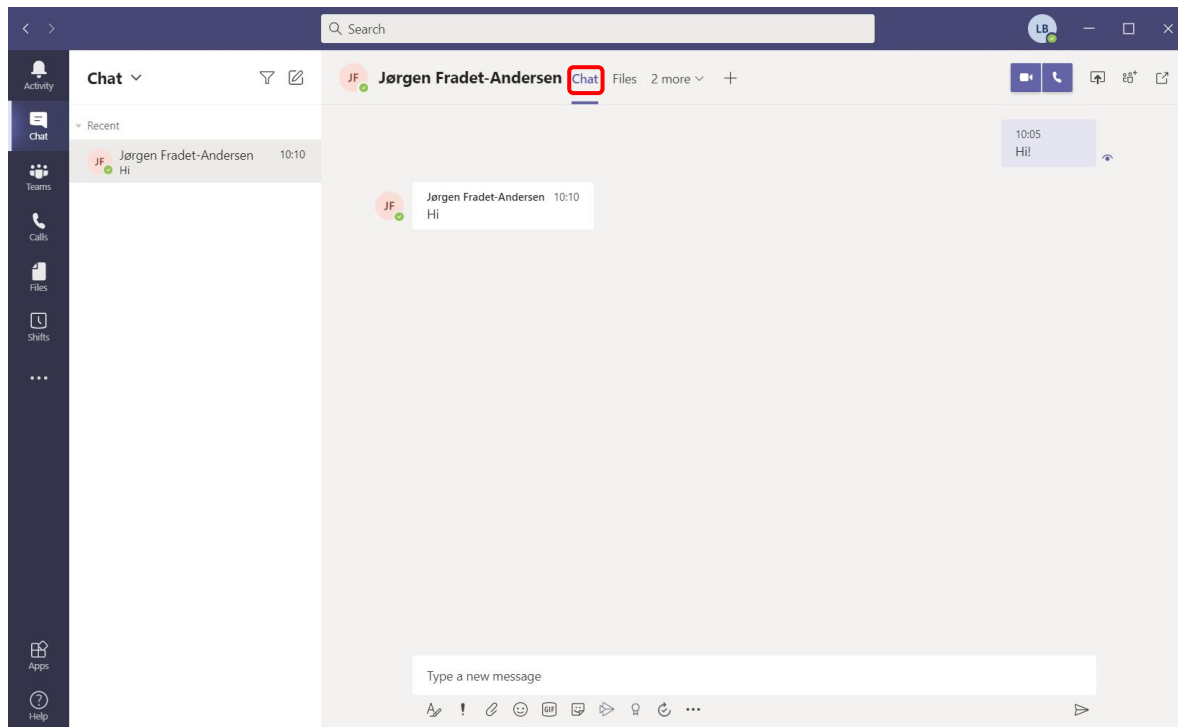 Search
LB
Activity
Chat
Teams
Calls
Files
Shifts
Apps
Help
Chat
Recent
JF
Jørgen Fradet-Andersen 10:10
Hi
JF
Jørgen Fradet-Andersen Chat Files 2 more
10:05
Hi!
JF
Jørgen Fradet-Andersen 10:10
Hi
Type a new message
GIF